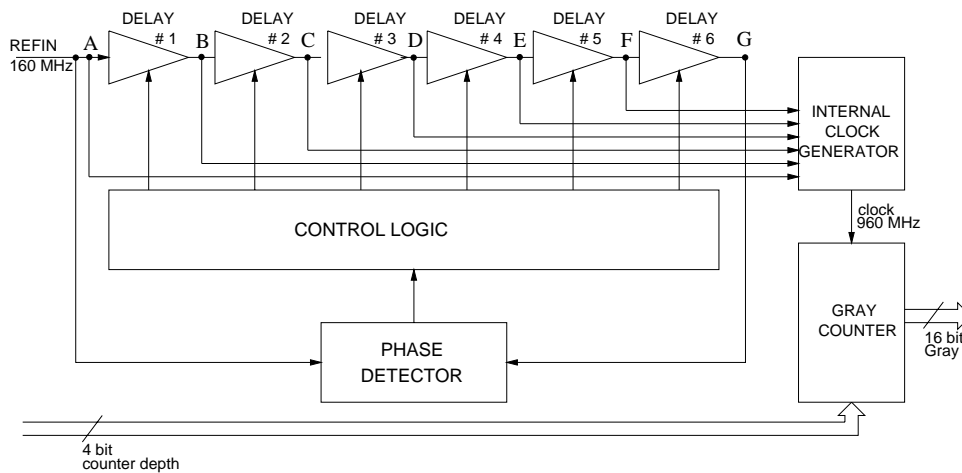 DELAY DELAY DELAY DELAY DELAY DELAY
REFIN A # 1 B # 2 C # 3 D # 4 E # 5 F # 6 G
160 MHz
INTERNAL
CLOCK
GENERATOR
CONTROL LOGIC
clock
960 MHz
GRAY
COUNTER
PHASE
DETECTOR
16 bit
Gray
4 bit
counter depth